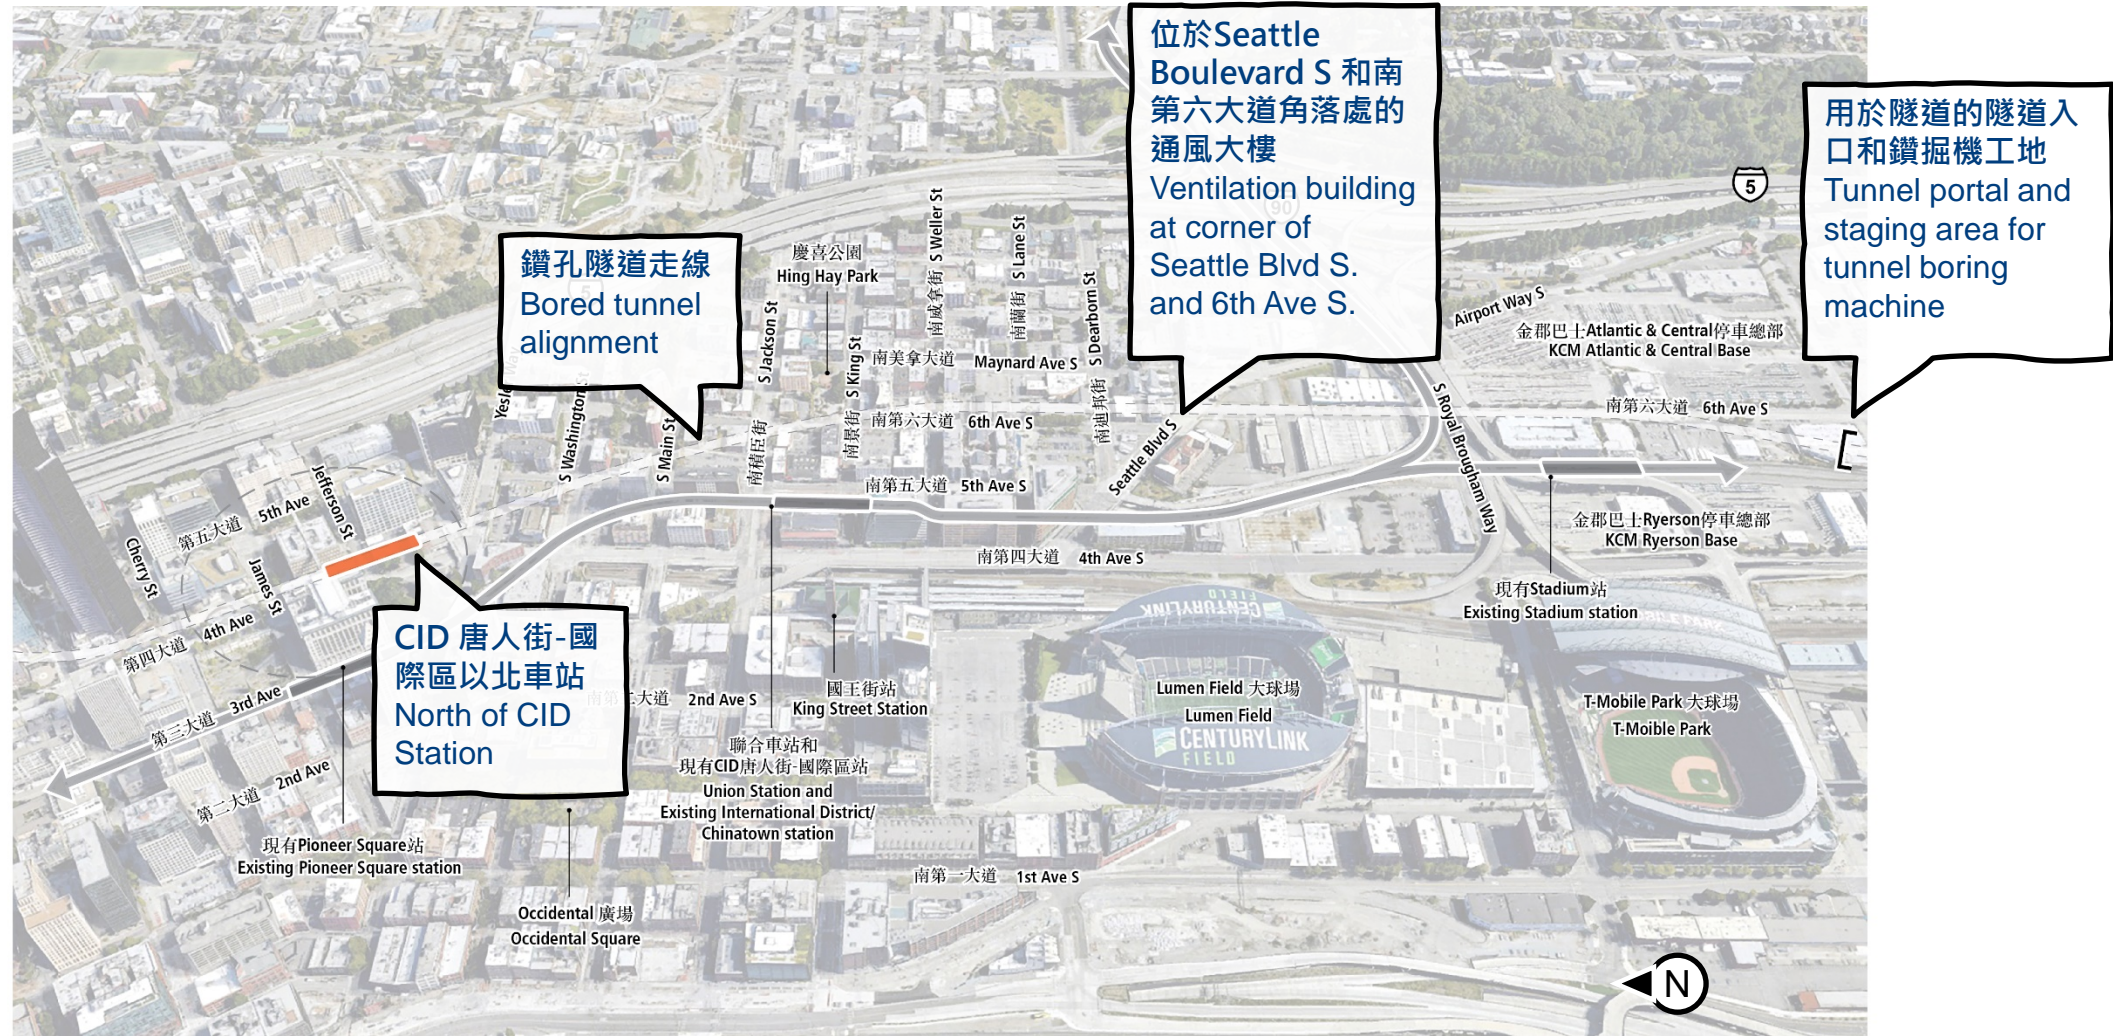 位於Seattle
Boulevard S 和南
第六大道角落處的
通風大樓
Ventilation building
at corner of
Seattle Blvd S.
and 6th Ave S.
用於隧道的隧道入
口和鑽掘機工地
Tunnel portal and
staging area for
tunnel boring
machine
鑽孔隧道走線
Bored tunnel
alignment
5
90
5
慶喜公園
Hing Hay Park
南威拿街 S Weller St
南蘭街 S Lane St
S Jackson St
南積臣街
南景街 S King St
南迪邦街 S Dearborn St
南美拿大道 Maynard Ave S
Airport Way S
金郡巴士Atlantic & Central停車總部
KCM Atlantic & Central Base
S Washington St
S Main St
南第六大道 6th Ave S
南第六大道 6th Ave S
Seattle Blvd S
S Royal Brougham Way
南第五大道 5th Ave S
第五大道 5th Ave
Jefferson St
Cherry St
James St
金郡巴士Ryerson停車總部
KCM Ryerson Base
南第四大道 4th Ave S
第四大道 4th Ave
現有Stadium站
Existing Stadium station
CID 唐人街-國
際區以北車站
North of CID
Station
CENTURYLINK
FIELD
Lumen Field 大球場
Lumen Field
CENTURYLINK
FIELD
T-Mobile Park 大球場
T-Moible Park
南第二大道 2nd Ave S
國王街站
King Street Station
第三大道 3rd Ave
聯合車站和
現有CID唐人街-國際區站
Union Station and
Existing International District/
Chinatown station
第二大道 2nd Ave
現有Pioneer Square站
Existing Pioneer Square station
南第一大道 1st Ave S
Occidental 廣場
Occidental Square
N